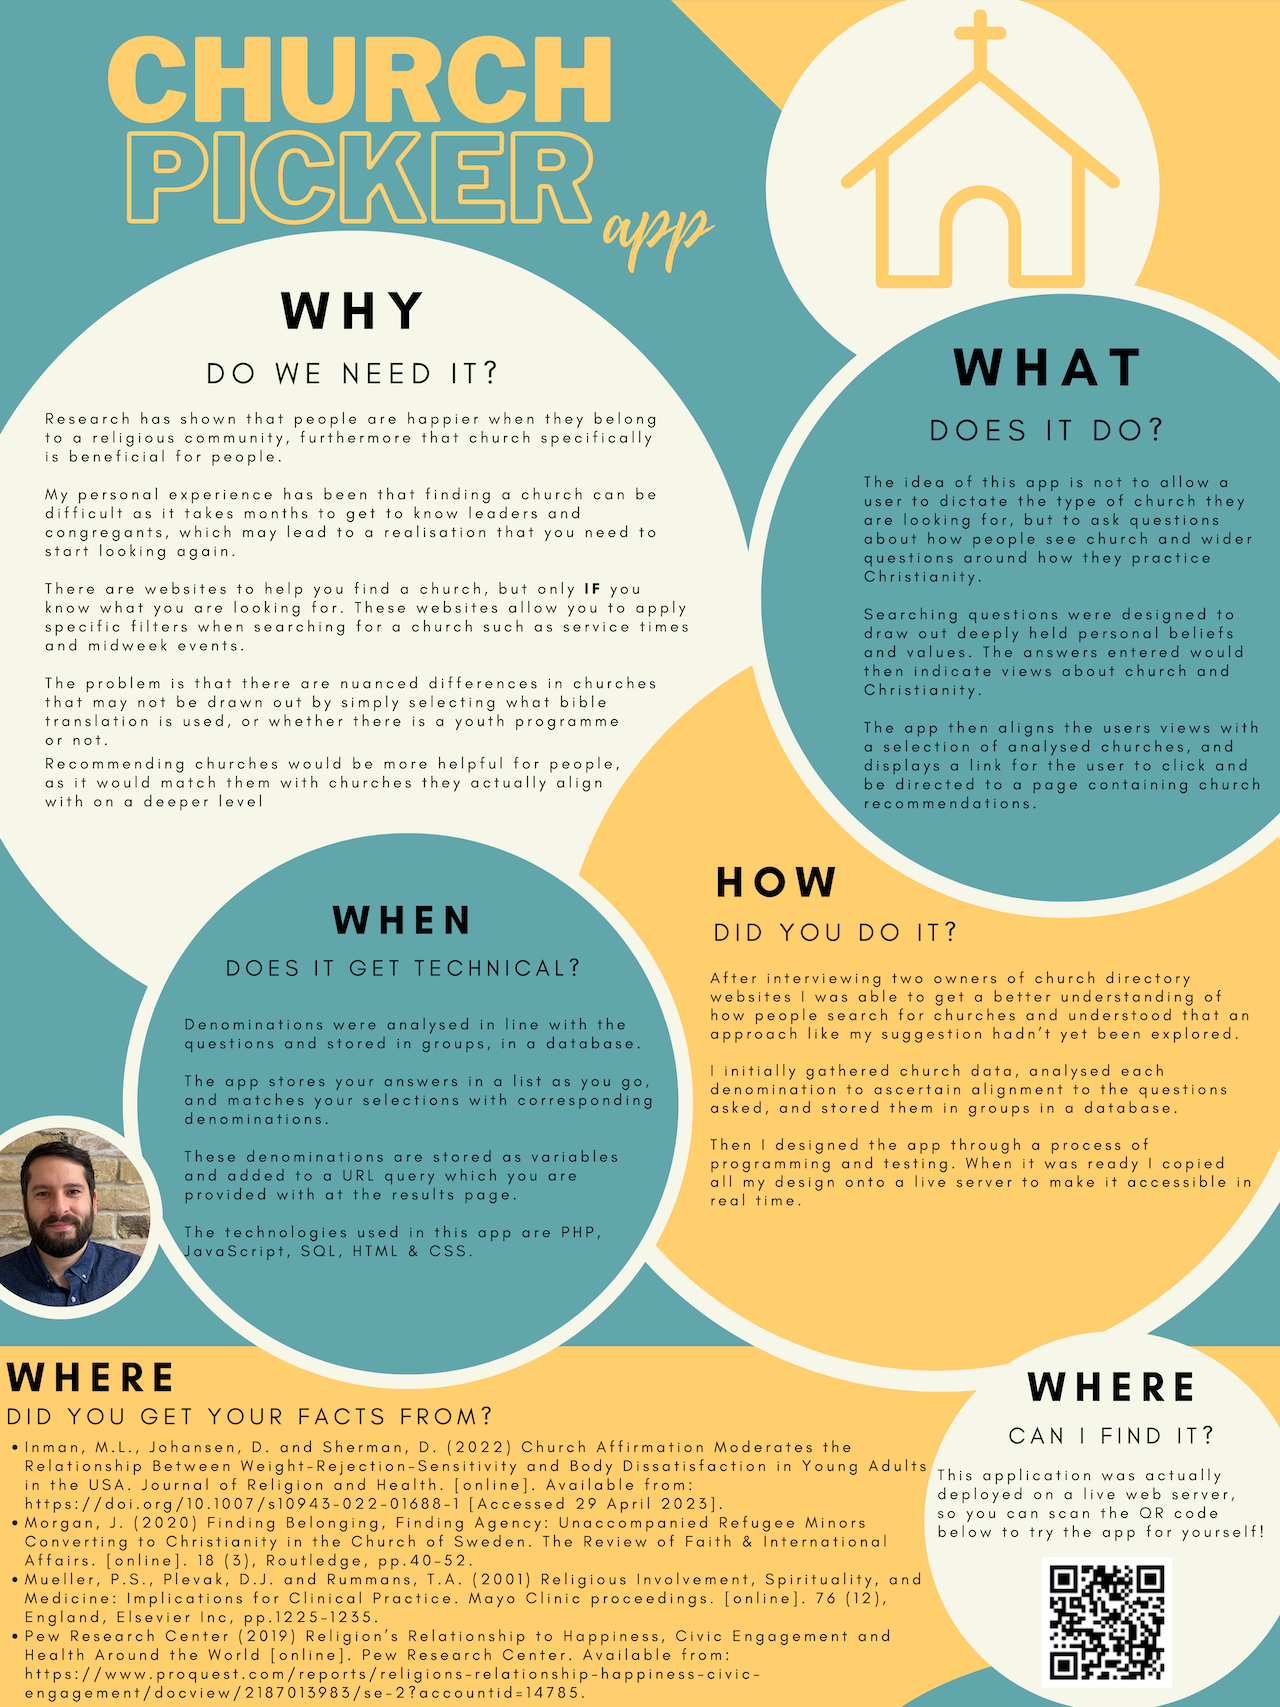 CHURCH
PICKER
app
WHY
DO WE NEED IT?
Research has shown that people are happier when they belong
to a religious community, furthermore that church specifically
is beneficial for people.
My personal experience has been that finding a church can be
difficult as it takes months to get to know leaders and
congregants, which may lead to a realisation that you need to
start looking again.
There are websites to help you find a church, but only IF you
know what you are looking for. These websites allow you to apply
specific filters when searching for a church such as service times
and midweek events.
The problem is that there are nuanced differences in churches
that may not be drawn out by simply selecting what bible
translation is used, or whether there is a youth programme
or not.
Recommending churches would be more helpful for people,
as it would match them with churches they actually align
with on a deeper level
WHAT
DOES IT DO?
The idea of this app is not to allow a
user to dictate the type of church they
are looking for, but to ask questions
about how people see church and wider
questions around how they practice
Christianity.
Searching questions were designed to
draw out deeply held personal beliefs
and values. The answers entered would
then indicate views about church and
Christianity.
The app then aligns the users views with
a selection of analysed churches, and
displays a link for the user to click and
be directed to a page containing church
recommendations.
WHEN
DOES IT GET TECHNICAL?
Denominations were analysed in line with the
questions and stored in groups, in a database.
The app stores your answers in a list as you go,
and matches your selections with corresponding
denominations.
These denominations are stored as variables
and added to a URL query which you are
provided with at the results page.
The technologies used in this app are PHP,
JavaScript, SQL, HTML & CSS.
HOW
DID YOU DO IT?
After interviewing two owners of church directory
websites I was able to get a better understanding of
how people search for churches and understood that an
approach like my suggestion hadn't yet been explored.
I initially gathered church data, analysed each
denomination to ascertain alignment to the questions
asked, and stored them in groups in a database.
Then I designed the app through a process of
programming and testing. When it was ready I copied
all my design onto a live server to make it accessible in
real time.
WHERE
DID YOU GET YOUR FACTS FROM?
• Inman, M.L., Johansen, D. and Sherman, D. (2022) Church Affirmation Moderates the
Relationship Between Weight-Rejection-Sensitivity and Body Dissatisfaction in Young Adults
in the USA. Journal of Religion and Health. [online]. Available from:
https://doi.org/10.1007/s10943-022-01688-1 [Accessed 29 April 2023].
• Morgan, J. (2020) Finding Belonging, Finding Agency: Unaccompanied Refugee Minors
Converting to Christianity in the Church of Sweden. The Review of Faith & International
Affairs. [online]. 18 (3), Routledge, pp.40-52.
• Mueller, P.S., Plevak, D.J. and Rummans, T.A. (2001) Religious Involvement, Spirituality, and
Medicine: Implications for Clinical Practice. Mayo Clinic proceedings. [online]. 76 (12),
England, Elsevier Inc, pp.1225-1235.
• Pew Research Center (2019) Religion's Relationship to Happiness, Civic Engagement and
Health Around the World [online]. Pew Research Center. Available from:
https://www.proquest.com/reports/religions-relationship-happiness-civic-
engagement/docview/2187013983/se-2?accountid=14785.
WHERE
CAN I FIND IT?
This application was actually
deployed on a live web server,
so you can scan the QR code
below to try the app for yourself!